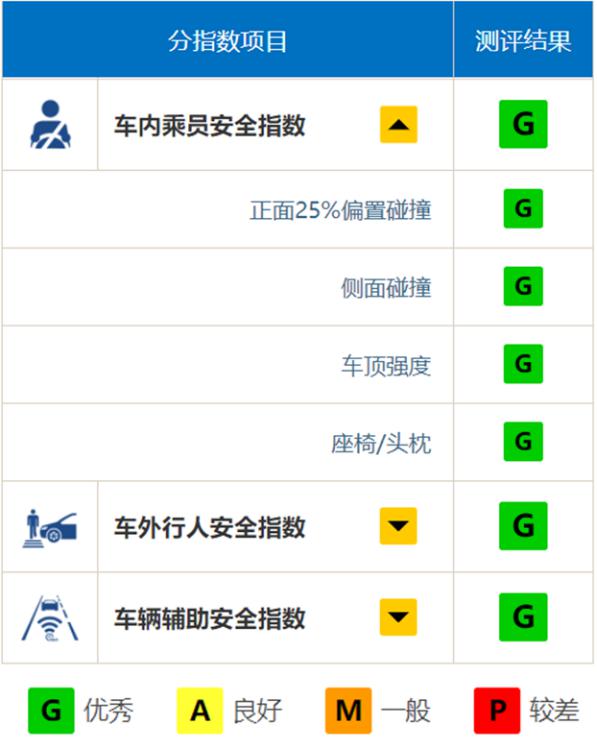 分指数项目 测评结果
车内乘员安全指数 G
正面25%偏置碰撞 G
侧面碰撞 G
车顶强度 G
座椅/头枕 G
车外行人安全指数 G
车辆辅助安全指数 G
G 优秀 A 良好 M 一般 P 较差